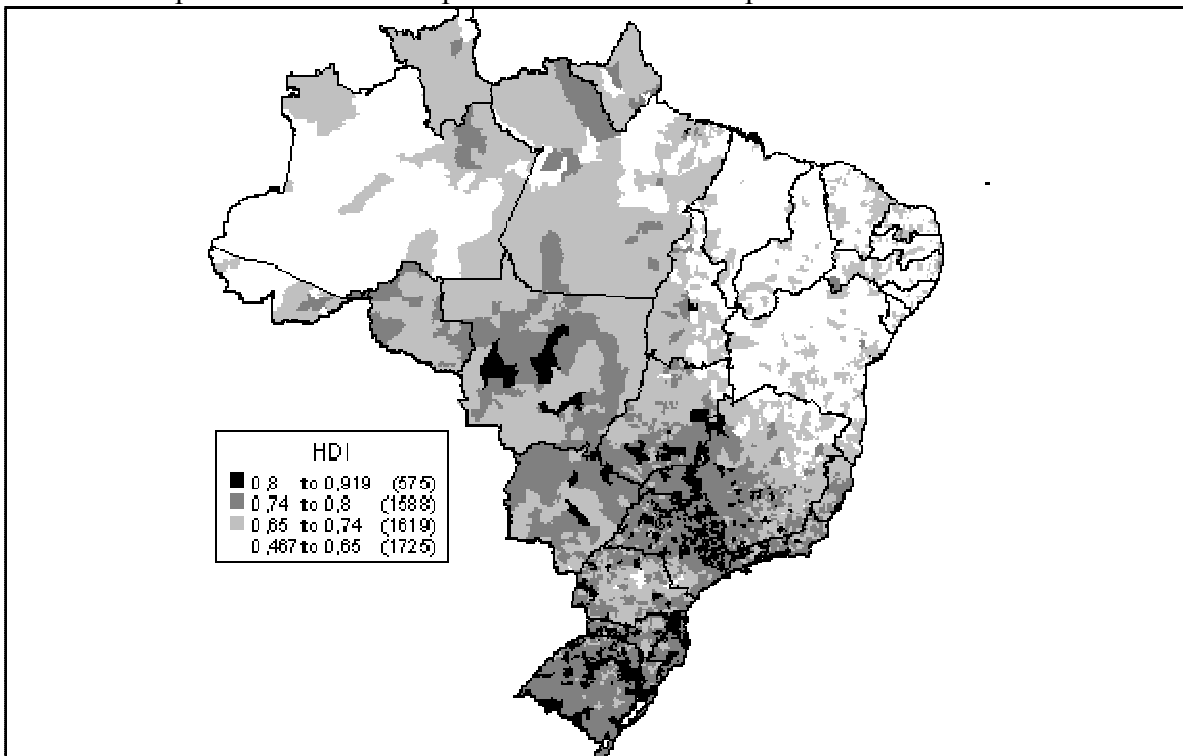 HDI
0,8 to 0,919 (575)
0,74 to 0,8 (1588)
0,65 to 0,74 (1619)
0,467 to 0,65 (1725)